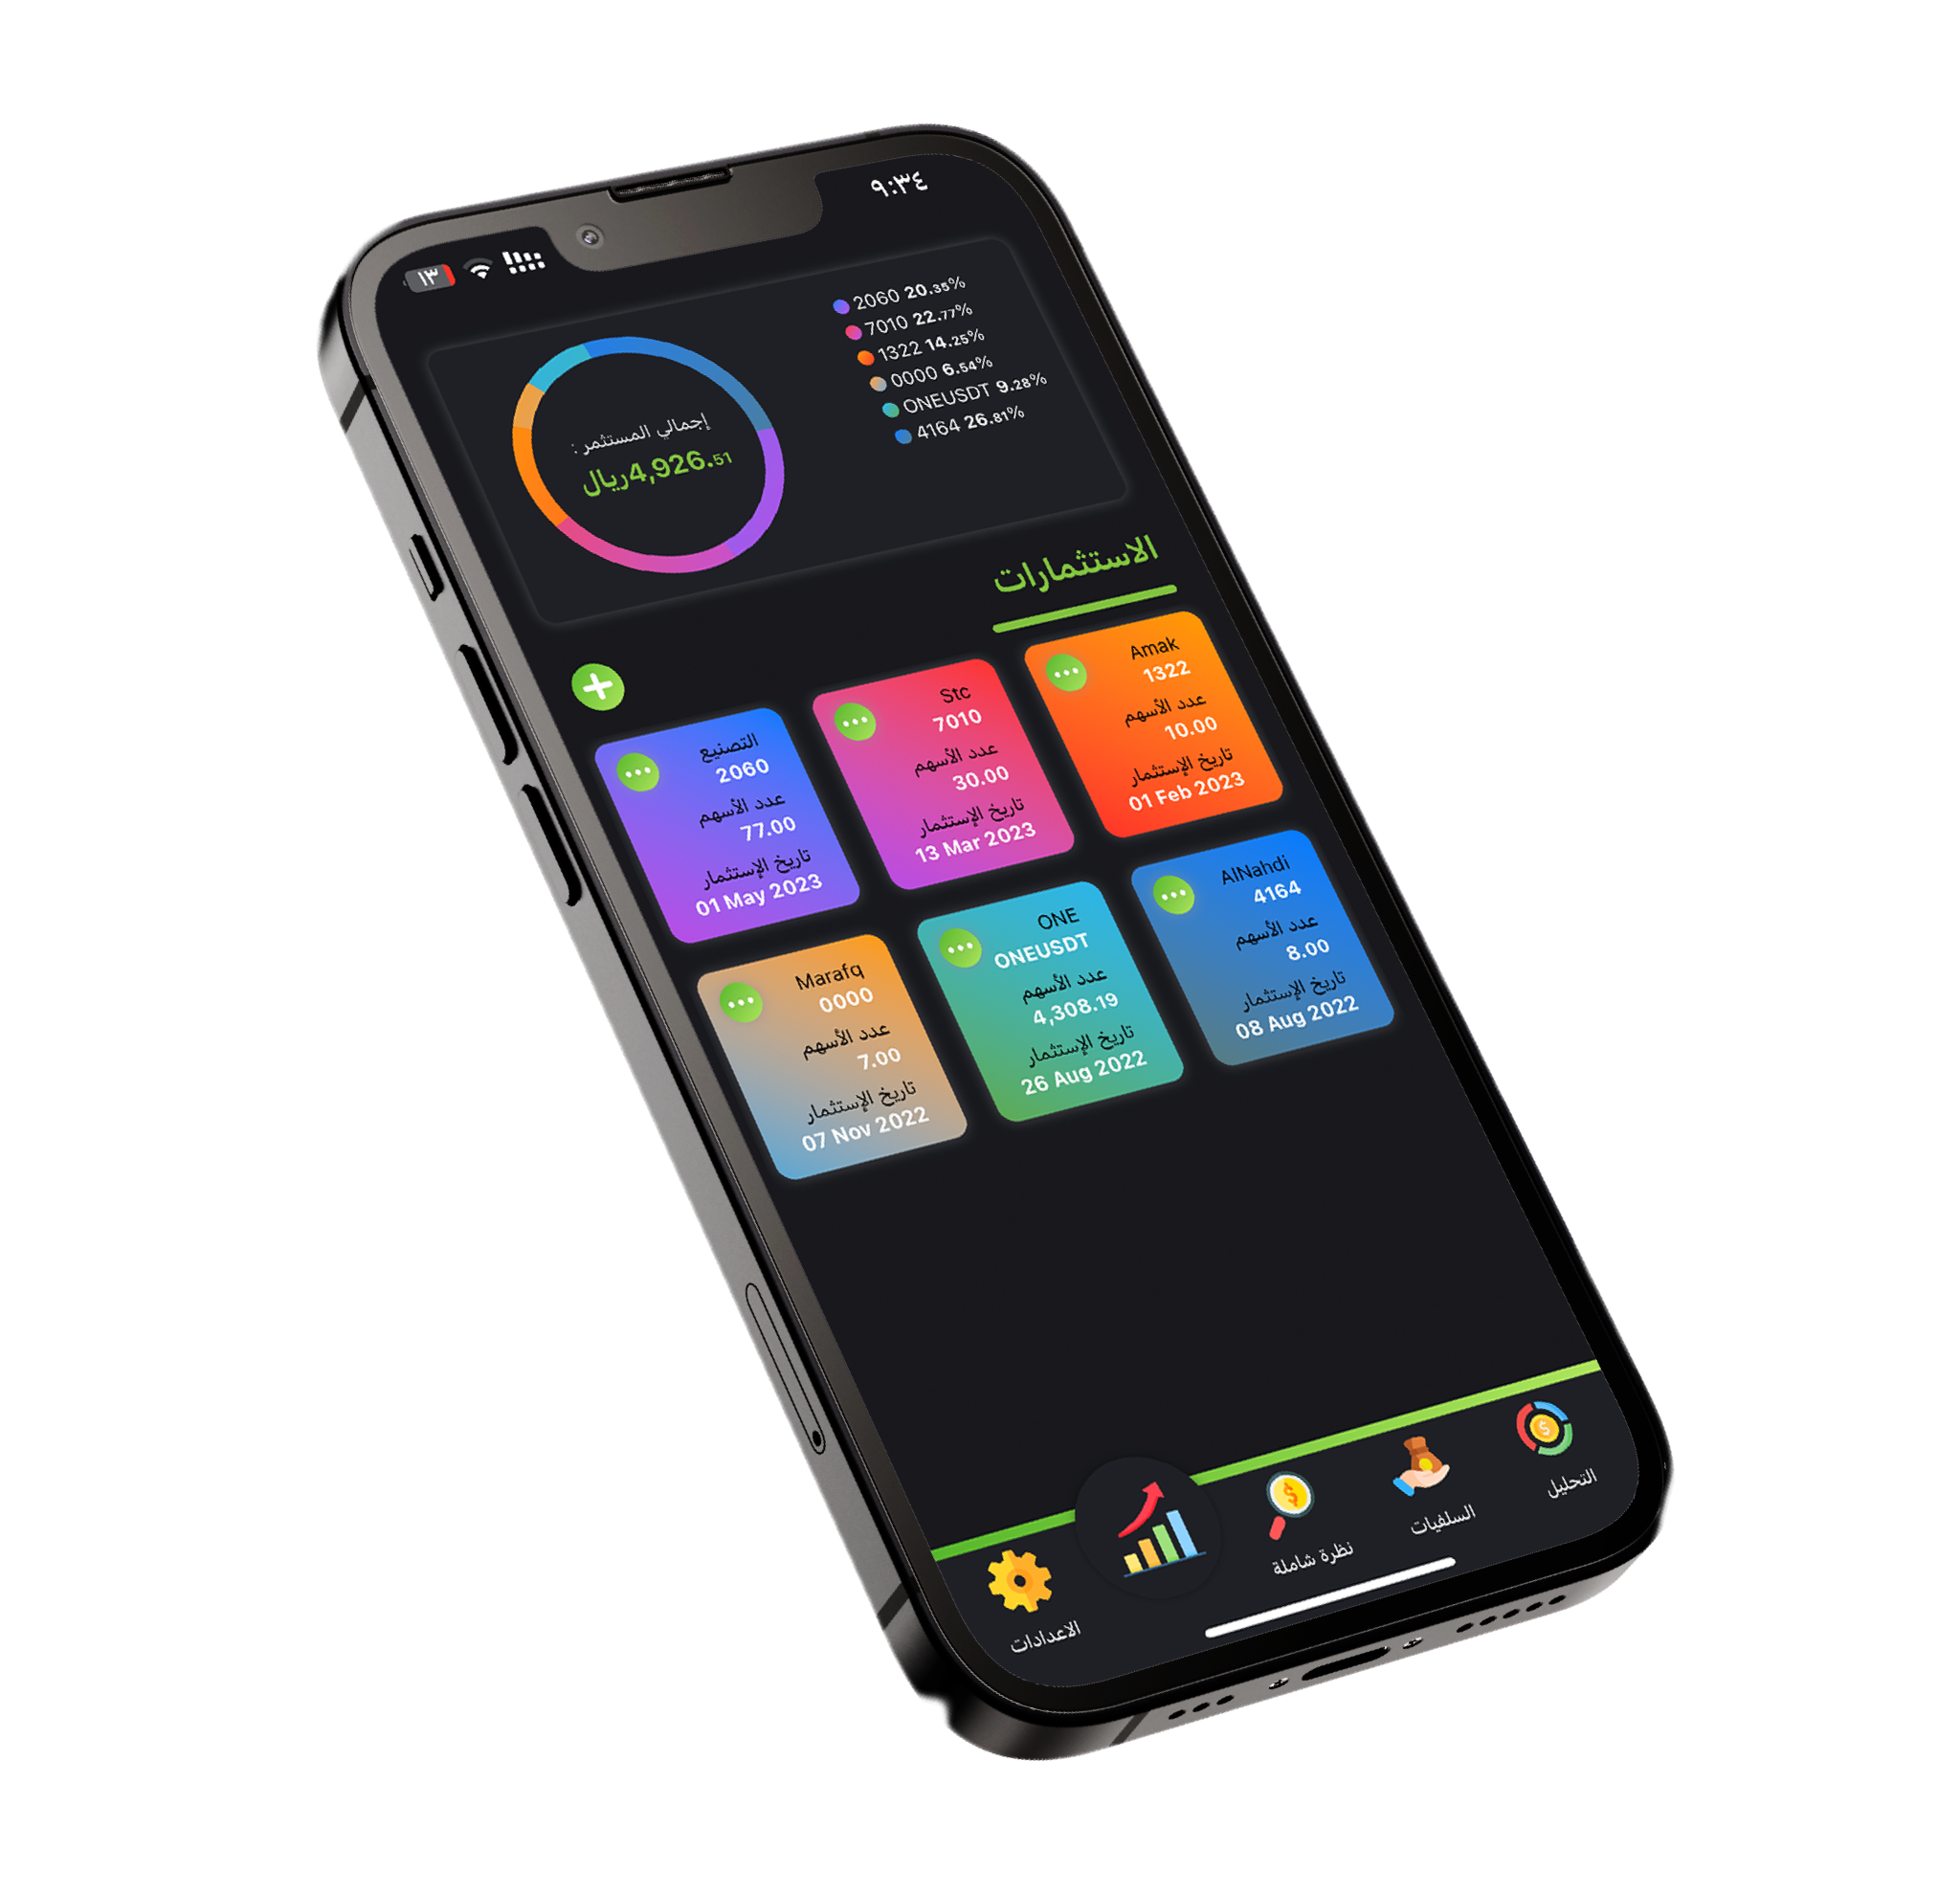 ٩:٣٤
١٣
2060 20.35%
7010 22.77%
1322 14.25%
0000 6.54%
ONEUSDT 9.28%
4164 26.81%
إجمالي المستثمر :
4,926.51ريال
الاستثمارات
Amak
1322
عدد الأسهم
10.00
تاريخ الإستثمار
01 Feb 2023
Stc
7010
عدد الأسهم
30.00
تاريخ الإستثمار
13 Mar 2023
التصنيع
2060
عدد الأسهم
77.00
تاريخ الإستثمار
01 May 2023
AlNahdi
4164
عدد الأسهم
8.00
تاريخ الإستثمار
08 Aug 2022
ONE
ONEUSDT
عدد الأسهم
4,308.19
تاريخ الإستثمار
26 Aug 2022
Marafq
0000
عدد الأسهم
7.00
تاريخ الإستثمار
07 Nov 2022
التحليل
السلفيات
نظرة شاملة
الاعدادات